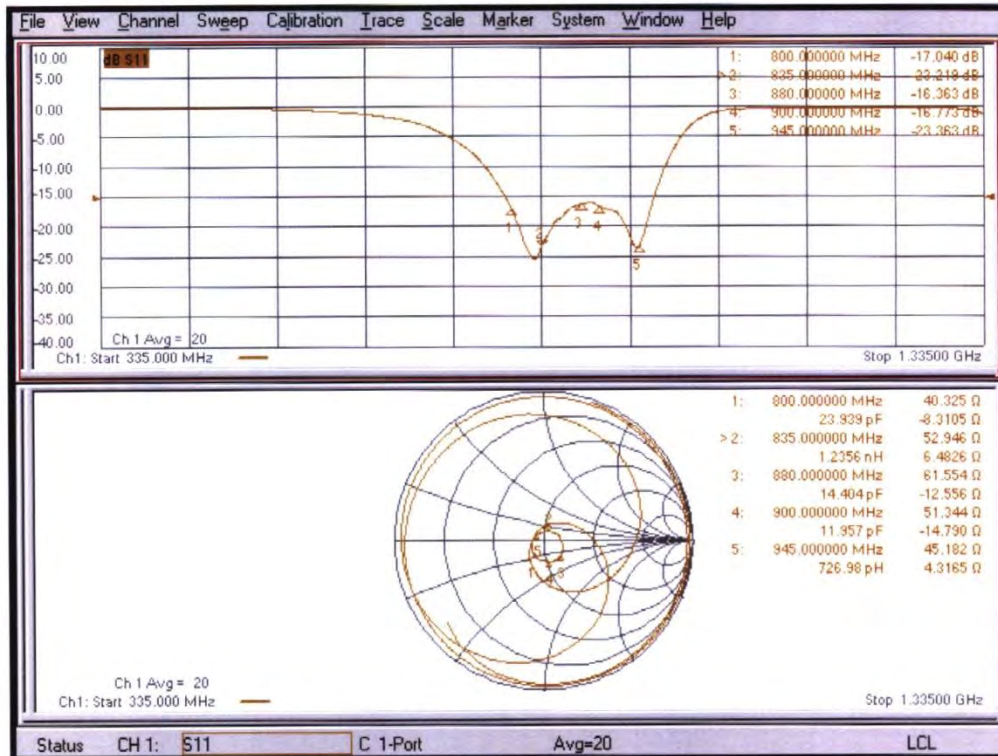 File View Channel Sweep Calibration Trace Scale Marker System Window Help
10.00
5.00
0.00
-5.00
-10.00
-15.00
-20.00
-25.00
-30.00
-35.00
-40.00
dB S11
1: 800.000000 MHz -17.040 dB
>2: 835.000000 MHz -23.219 dB
3: 880.000000 MHz -16.363 dB
4: 900.000000 MHz -16.773 dB
5: 945.000000 MHz -23.363 dB
1
2
3
4
5
Ch 1 Avg = 20
Ch1: Start 335.000 MHz
Stop 1.33500 GHz
1: 800.000000 MHz 40.325 Ω
23.939 pF -8.3105 Ω
>2: 835.000000 MHz 52.946 Ω
1.2356 nH 6.4826 Ω
3: 880.000000 MHz 61.554 Ω
14.404 pF -12.556 Ω
4: 900.000000 MHz 51.344 Ω
11.957 pF -14.790 Ω
5: 945.000000 MHz 45.182 Ω
726.98 pH 4.3165 Ω
5
1
3
Ch 1 Avg = 20
Ch1: Start 335.000 MHz
Stop 1.33500 GHz
Status CH 1: S11 C 1-Port Avg=20 LCL